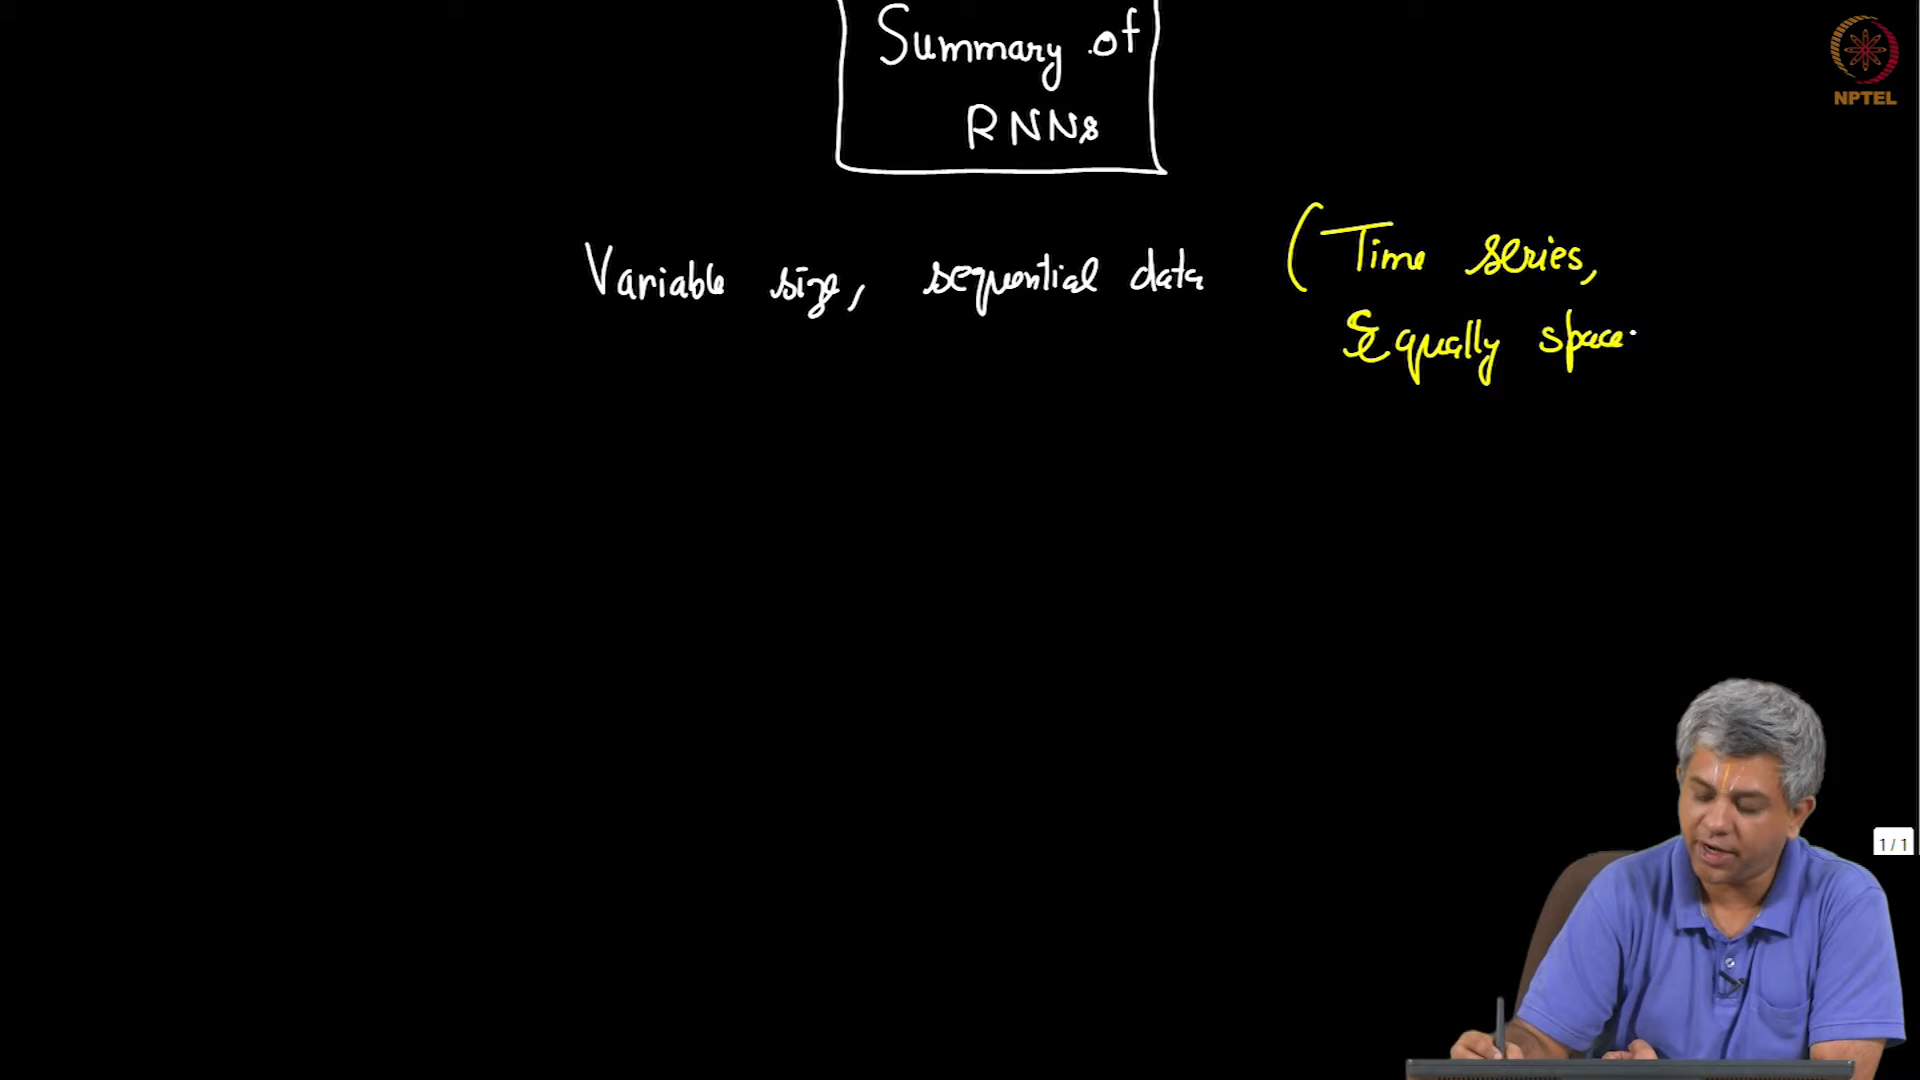 Summary of
RNNs
NPTEL
Variable size, sequential data (Time series,
Equally space
1/1